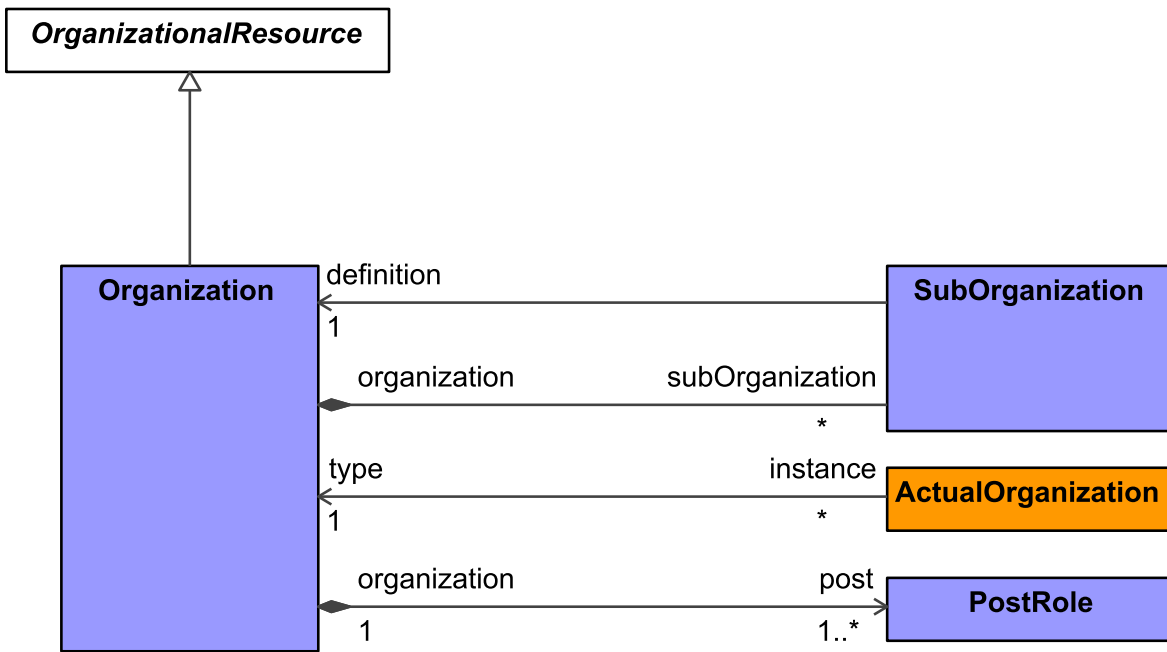 OrganizationalResource
Organization
definition
1
SubOrganization
organization
subOrganization
*
type
1
instance
*
ActualOrganization
organization
1
post
1..*
PostRole